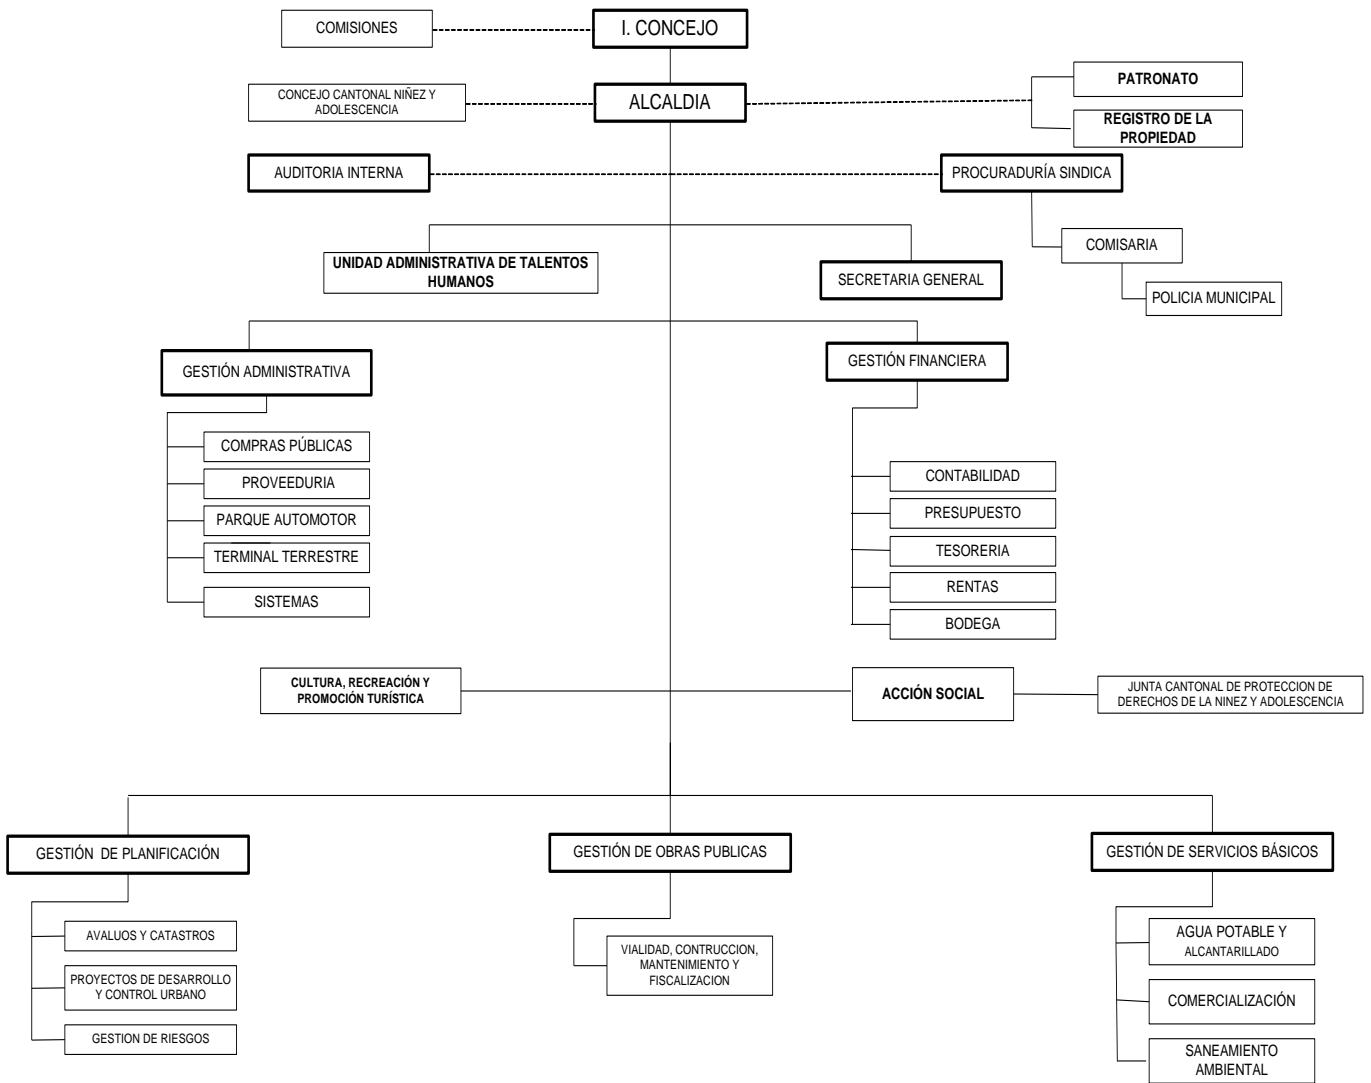 COMISIONES
I. CONCEJO
CONCEJO CANTONAL NIÑEZ Y
ADOLESCENCIA
ALCALDIA
PATRONATO
REGISTRO DE LA
PROPIEDAD
AUDITORIA INTERNA
PROCURADURÍA SINDICA
COMISARIA
POLICIA MUNICIPAL
UNIDAD ADMINISTRATIVA DE TALENTOS
HUMANOS
SECRETARIA GENERAL
GESTIÓN ADMINISTRATIVA
COMPRAS PÚBLICAS
PROVEEDURIA
PARQUE AUTOMOTOR
TERMINAL TERRESTRE
SISTEMAS
GESTIÓN FINANCIERA
CONTABILIDAD
PRESUPUESTO
TESORERIA
RENTAS
BODEGA
CULTURA, RECREACIÓN Y
PROMOCIÓN TURÍSTICA
ACCIÓN SOCIAL
JUNTA CANTONAL DE PROTECCION DE
DERECHOS DE LA NINEZ Y ADOLESCENCIA
GESTIÓN DE PLANIFICACIÓN
AVALUOS Y CATASTROS
PROYECTOS DE DESARROLLO
Y CONTROL URBANO
GESTION DE RIESGOS
GESTIÓN DE OBRAS PUBLICAS
VIALIDAD, CONTRUCCION,
MANTENIMIENTO Y
FISCALIZACION
GESTIÓN DE SERVICIOS BÁSICOS
AGUA POTABLE Y
ALCANTARILLADO
COMERCIALIZACIÓN
SANEAMIENTO
AMBIENTAL